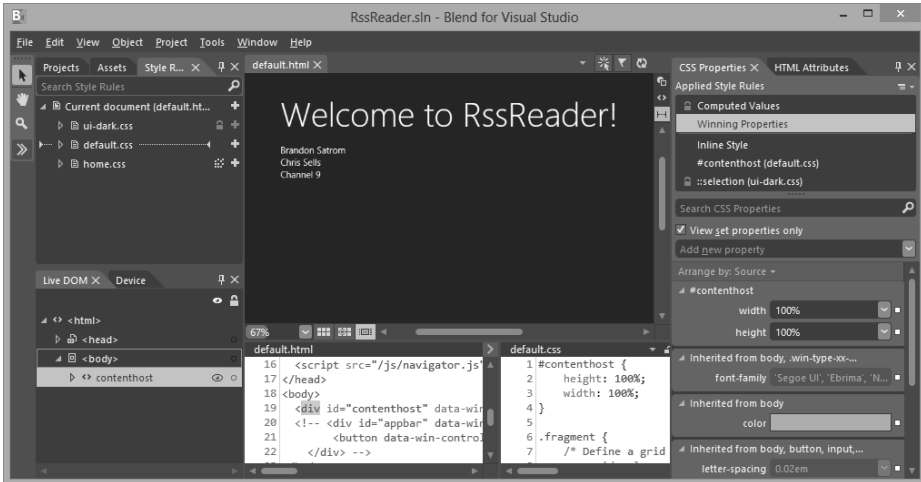 RssReader.sln - Blend for Visual Studio
File Edit View Object Project Tools Window Help
Projects Assets Style R...
Search Style Rules
Current document (default.ht...
ui-dark.css
default.css
home.css
Live DOM Device
<html>
<head>
<body>
contenthost
default.html
Welcome to RssReader!
Brandon Satrom
Chris Sells
Channel 9
67%
default.html
16 <script src="/js/navigator.js"
17 </head>
18 <body>
19 <div id="contenthost" data-win
20 <!-- <div id="appbar" data-win
21 <button data-win-control
22 </div> -->
default.css
1 #contenthost {
2 height: 100%;
3 width: 100%;
4 }
5
6 .fragment {
7 /* Define a grid
CSS Properties HTML Attributes
Applied Style Rules
Computed Values
Winning Properties
Inline Style
#contenthost (default.css)
::selection (ui-dark.css)
Search CSS Properties
View set properties only
Add new property
Arrange by: Source
#contenthost
width 100%
height 100%
Inherited from body, .win-type-xx-...
font-family 'Segoe UI', 'Ebrima', 'N...
Inherited from body
color
Inherited from body, button, input,...
letter-spacing 0.02em